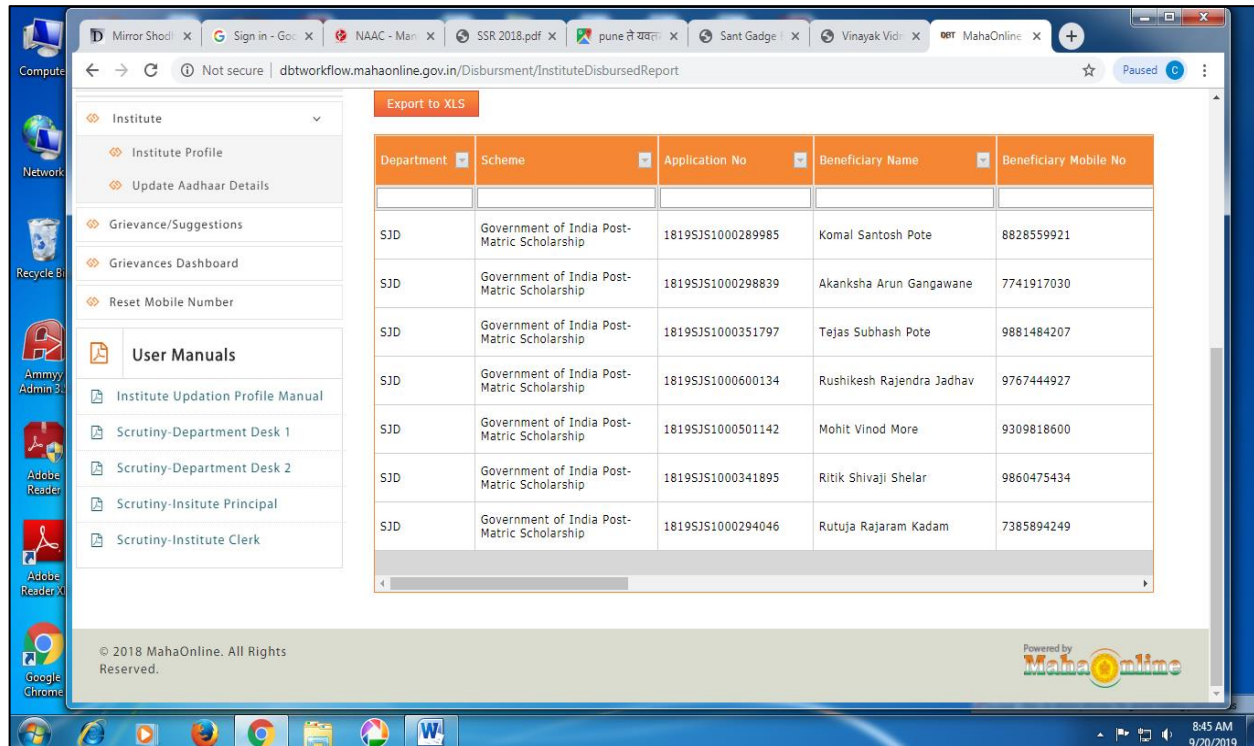 Mirror Shodh
G Sign in - Goo
NAAC - Man
SSR 2018.pdf
pune ते यवत
Sant Gadge
Vinayak Vid
DBT MahaOnline
Not secure | dbtworkflow.mahaonline.gov.in/Disbursment/InstituteDisbursedReport
Paused C
Compute
Network
Recycle Bi
Ammyy
Admin 3.
Adobe
Reader
Adobe
Reader X
Google
Chrome
Institute
Institute Profile
Update Aadhaar Details
Grievance/Suggestions
Grievances Dashboard
Reset Mobile Number
User Manuals
Institute Updation Profile Manual
Scrutiny-Department Desk 1
Scrutiny-Department Desk 2
Scrutiny-Insitute Principal
Scrutiny-Institute Clerk
Export to XLS
Department Scheme Application No Beneficiary Name Beneficiary Mobile No
SJD Government of India Post-Matric Scholarship 1819SJS1000289985 Komal Santosh Pote 8828559921
SJD Government of India Post-Matric Scholarship 1819SJS1000298839 Akanksha Arun Gangawane 7741917030
SJD Government of India Post-Matric Scholarship 1819SJS1000351797 Tejas Subhash Pote 9881484207
SJD Government of India Post-Matric Scholarship 1819SJS1000600134 Rushikesh Rajendra Jadhav 9767444927
SJD Government of India Post-Matric Scholarship 1819SJS1000501142 Mohit Vinod More 9309818600
SJD Government of India Post-Matric Scholarship 1819SJS1000341895 Ritik Shivaji Shelar 9860475434
SJD Government of India Post-Matric Scholarship 1819SJS1000294046 Rutuja Rajaram Kadam 7385894249
© 2018 MahaOnline. All Rights
Reserved.
Powered by
MahaOnline
8:45 AM
9/20/2019